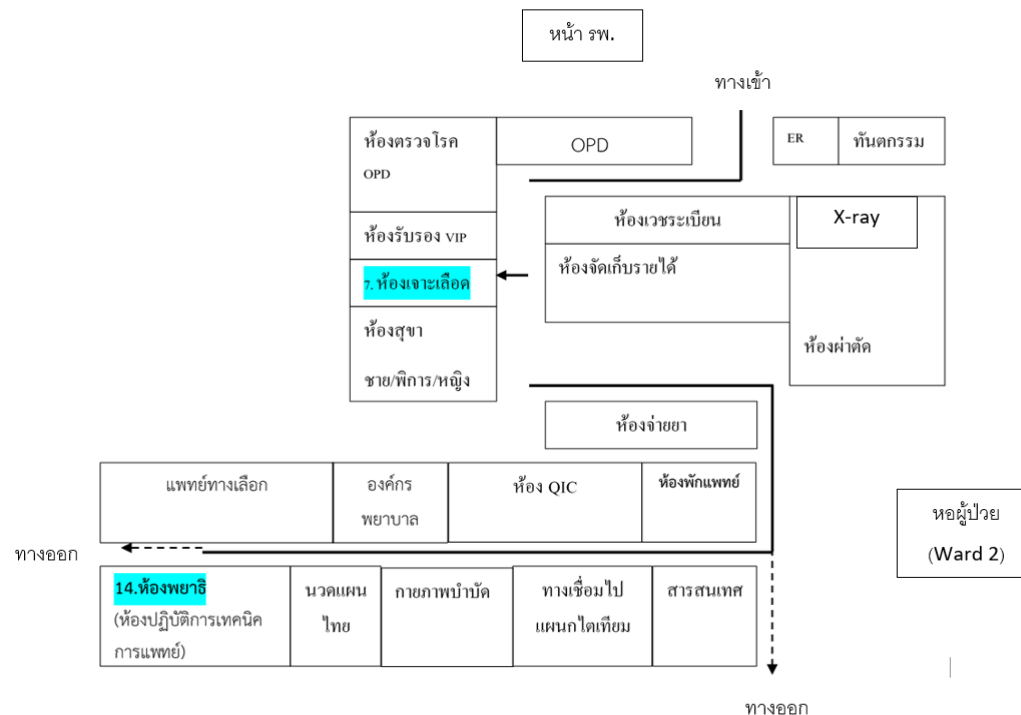 หน้า รพ.
ทางเข้า
ห้องตรวจโรค
OPD
OPD
ER
ทันตกรรม
ห้องรับรอง VIP
ห้องเวชระเบียน
X-ray
7. ห้องเจาะเลือด
ห้องจัดเก็บรายได้
ห้องสุขา
ชาย/พิการ/หญิง
ห้องผ่าตัด
ห้องจ่ายยา
แพทย์ทางเลือก
องค์กร
พยาบาล
ห้อง QIC
ห้องพักแพทย์
หอผู้ป่วย
(Ward 2)
ทางออก
14.ห้องพยาธิ
(ห้องปฏิบัติการเทคนิค
การแพทย์)
นวดแผน
ไทย
กายภาพบำบัด
ทางเชื่อมไป
แผนกไตเทียม
สารสนเทศ
ทางออก